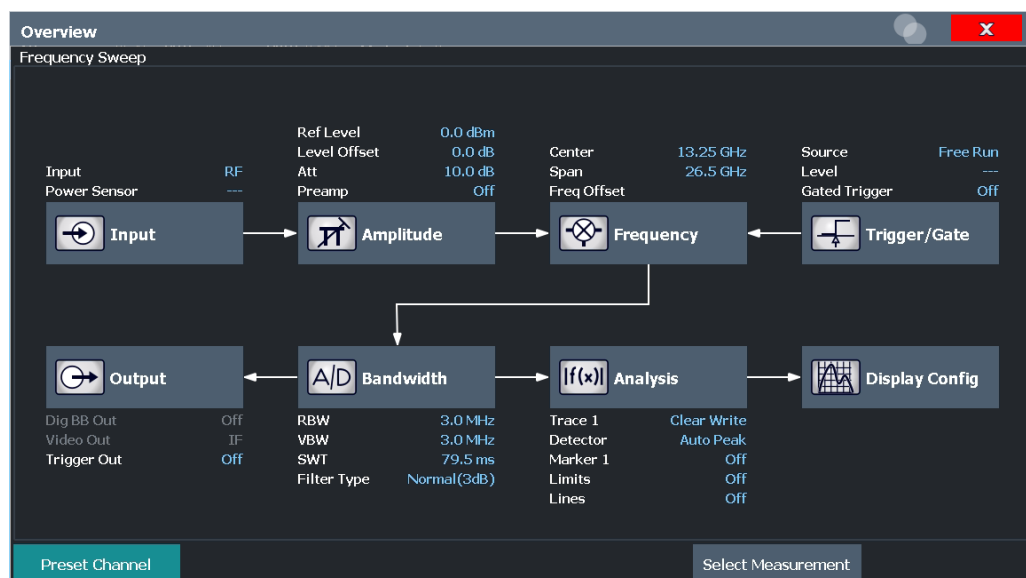 Overview
X
Frequency Sweep
Ref Level 0.0 dBm
Level Offset 0.0 dB Center 13.25 GHz Source Free Run
Input RF Att 10.0 dB Span 26.5 GHz Level ---
Power Sensor --- Preamp Off Freq Offset Gated Trigger Off
Input Amplitude Frequency Trigger/Gate
Output A/D Bandwidth |f(x)| Analysis Display Config
Dig BB Out Off RBW 3.0 MHz Trace 1 Clear Write
Video Out IF VBW 3.0 MHz Detector Auto Peak
Trigger Out Off SWT 79.5 ms Marker 1 Off
Filter Type Normal(3dB) Limits Off
Lines Off
Preset Channel Select Measurement